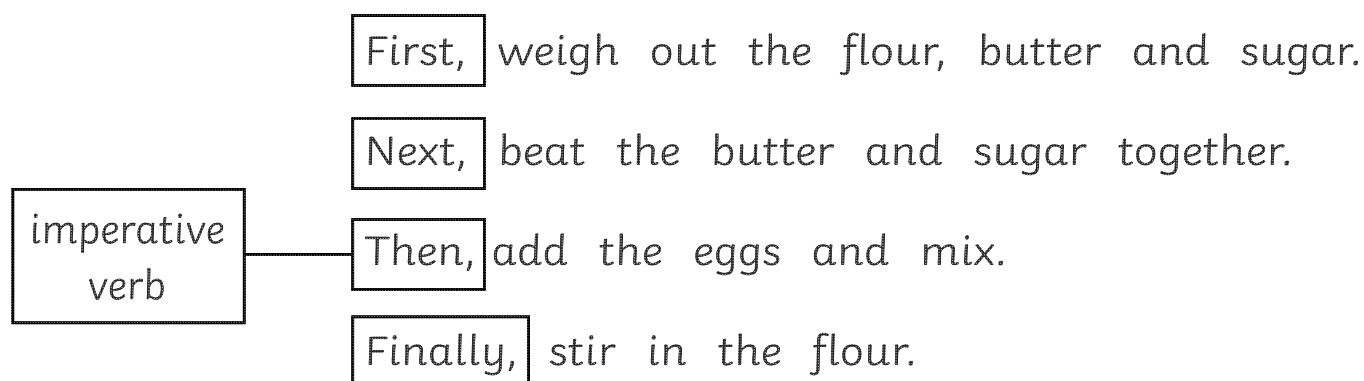 First, weigh out the flour, butter and sugar.
Next, beat the butter and sugar together.
imperative
verb
Then, add the eggs and mix.
Finally, stir in the flour.